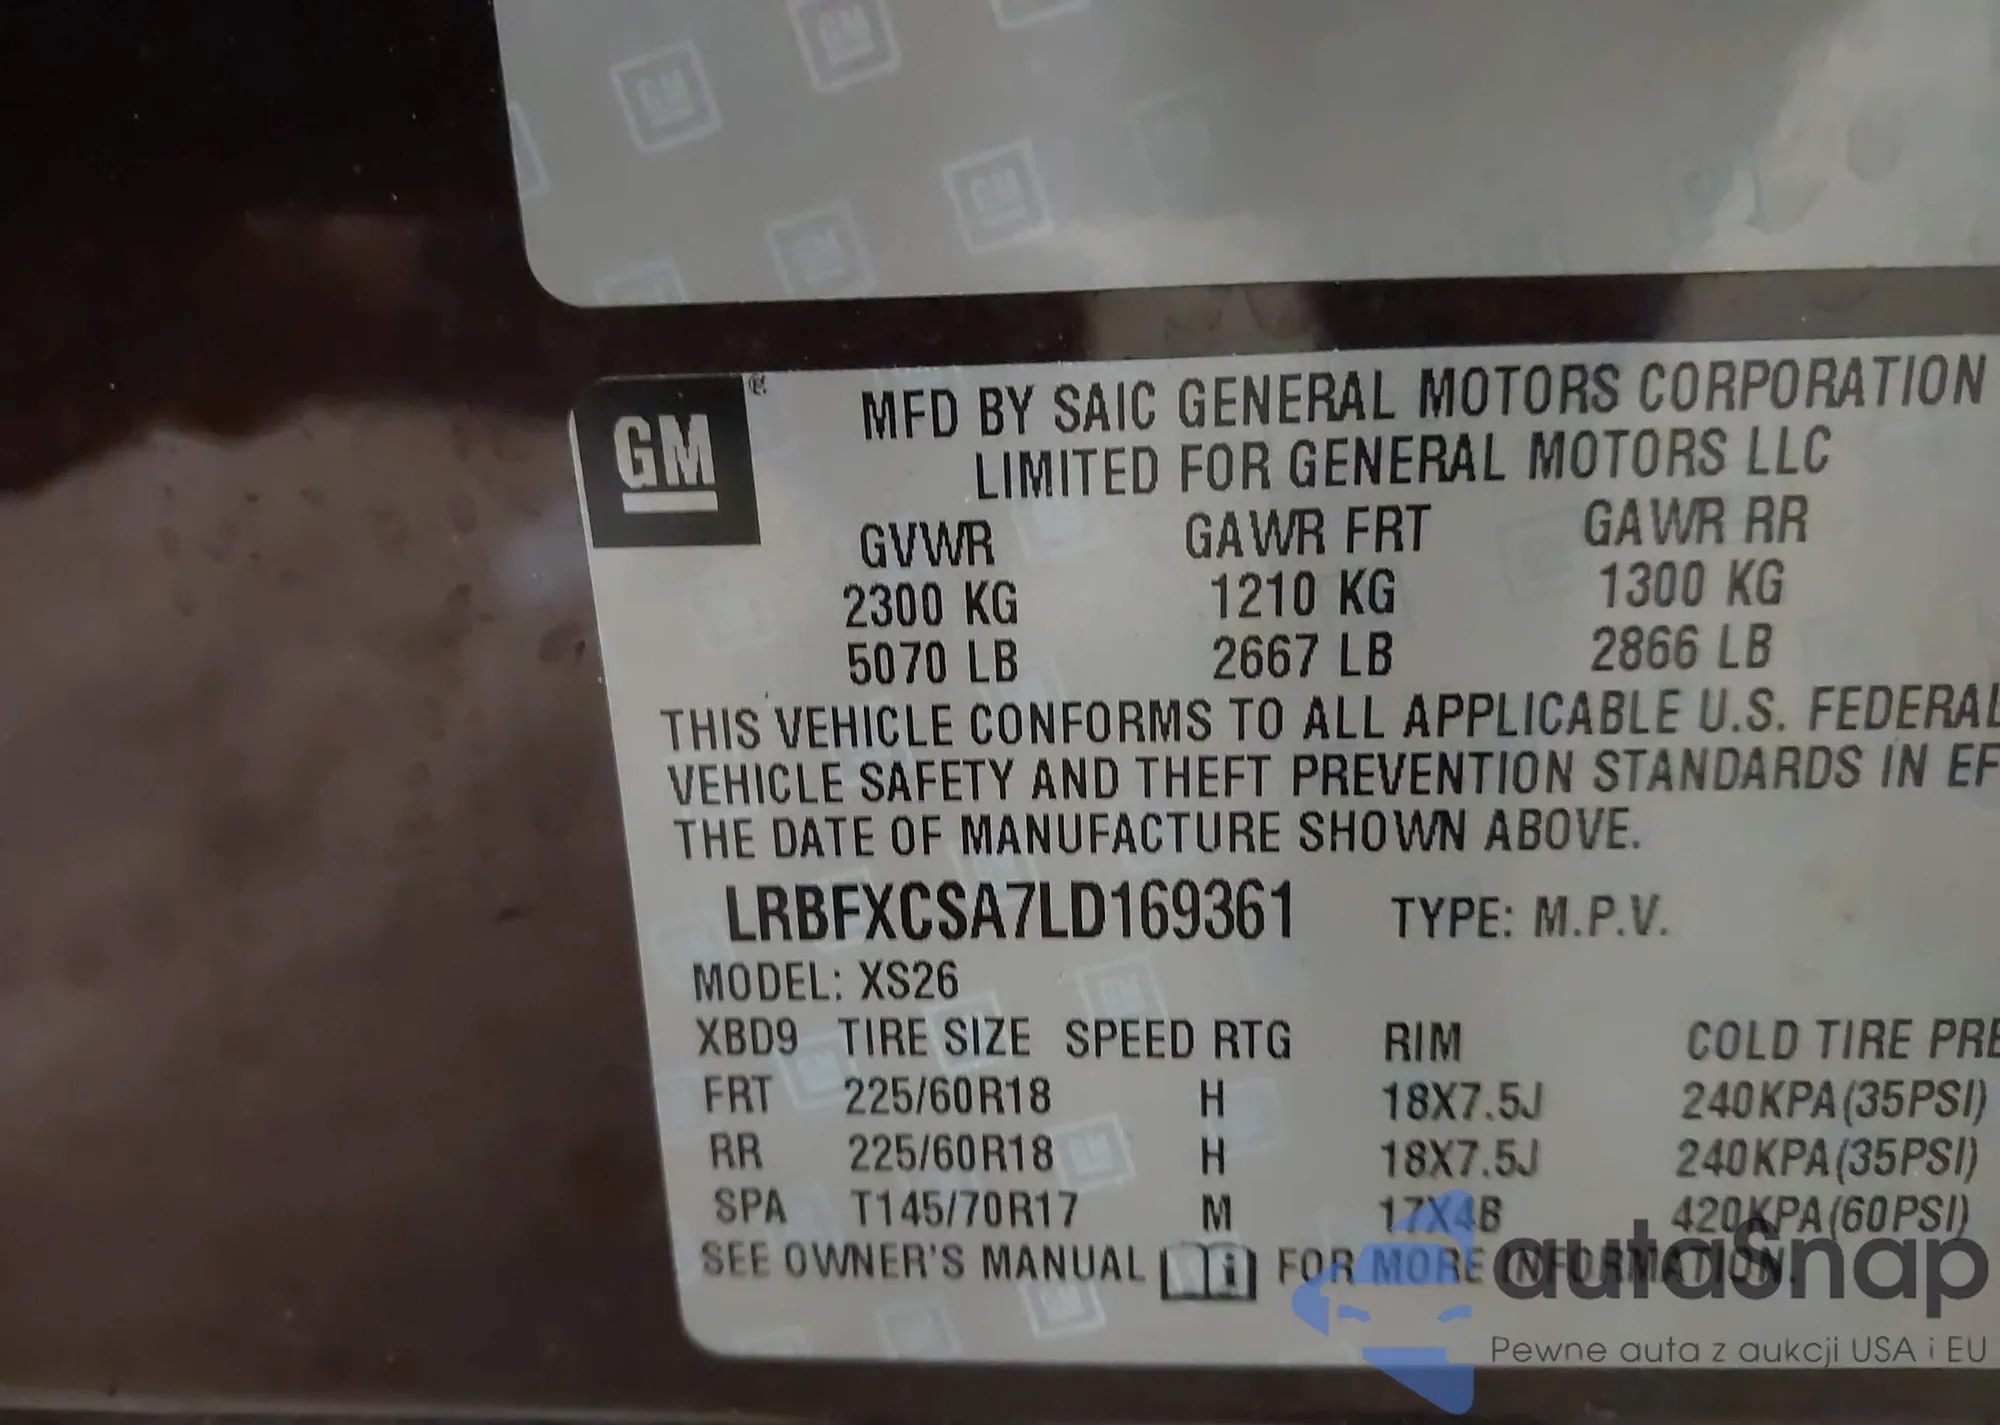 GM
MFD BY SAIC GENERAL MOTORS CORPORATION
LIMITED FOR GENERAL MOTORS LLC
GVWR GAWR FRT GAWR RR
2300 KG 1210 KG 1300 KG
5070 LB 2667 LB 2866 LB
THIS VEHICLE CONFORMS TO ALL APPLICABLE U.S. FEDERAL
VEHICLE SAFETY AND THEFT PREVENTION STANDARDS IN EF
THE DATE OF MANUFACTURE SHOWN ABOVE.
LRBFXCSA7LD169361 TYPE: M.P.V.
MODEL: XS26
XBD9 TIRE SIZE SPEED RTG RIM COLD TIRE PRE
FRT 225/60R18 H 18X7.5J 240KPA(35PSI)
RR 225/60R18 H 18X7.5J 240KPA(35PSI)
SPA T145/70R17 M 17X4B 420KPA(60PSI)
SEE OWNER'S MANUAL i FOR MORE INFORMATION.
autaSnap
Pewne auta z aukcji USA i EU